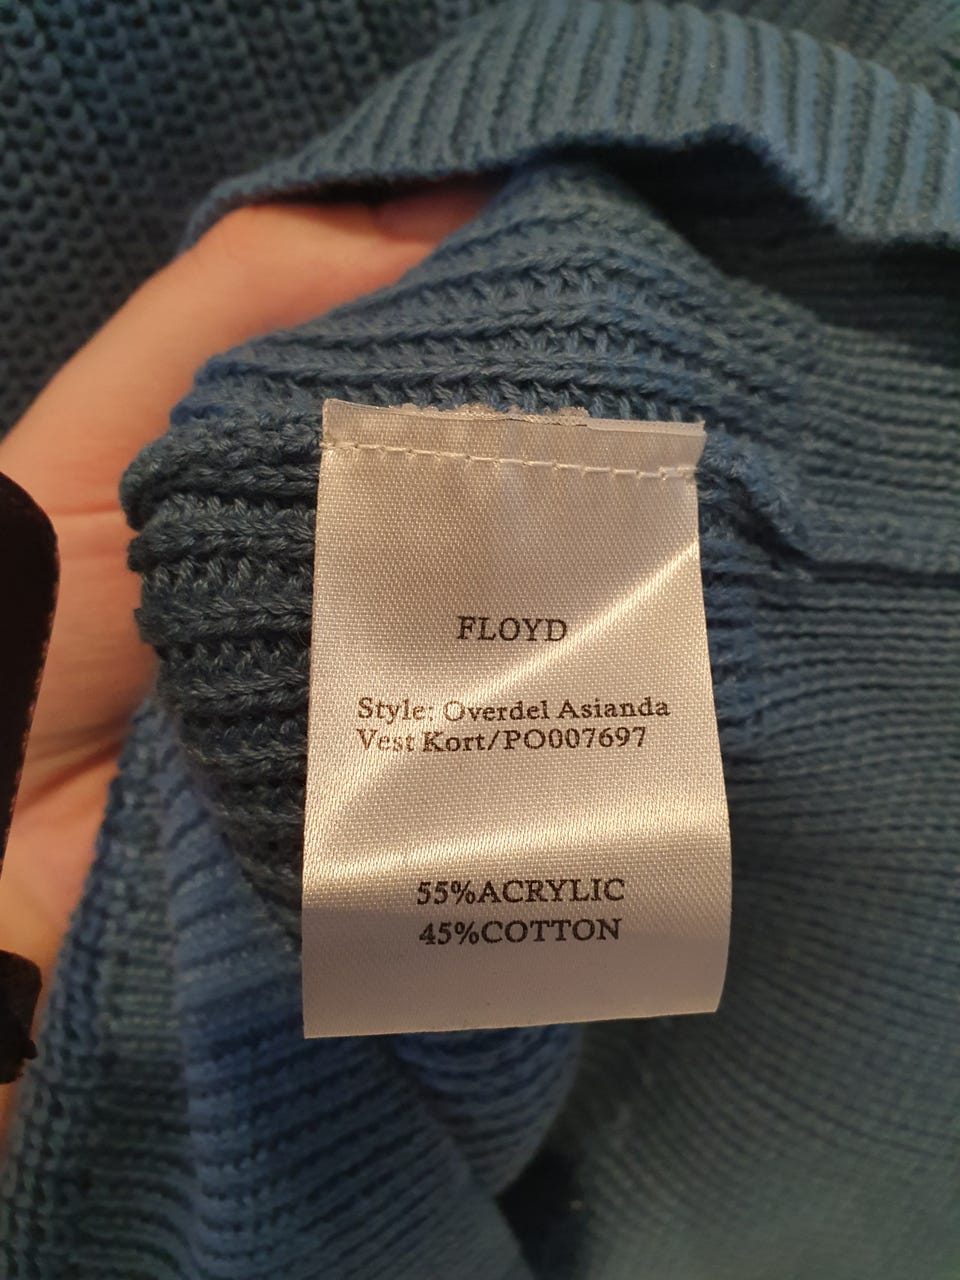 FLOYD
Style: Overdel Asianda
Vest Kort/PO007697
55%ACRYLIC
45%COTTON